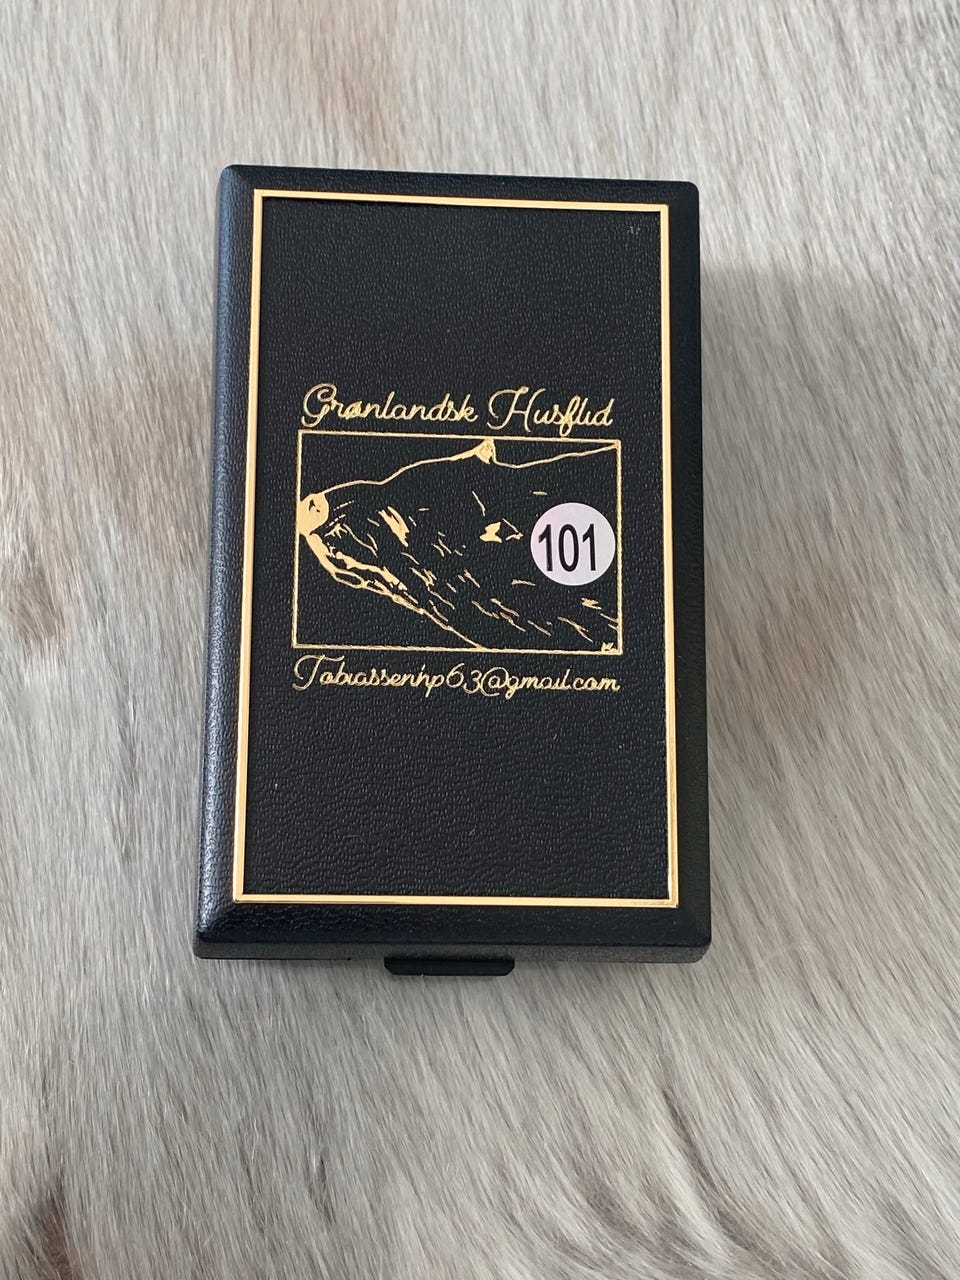 Grønlandsk Husflid
101
Tobiassenhp63@gmail.com